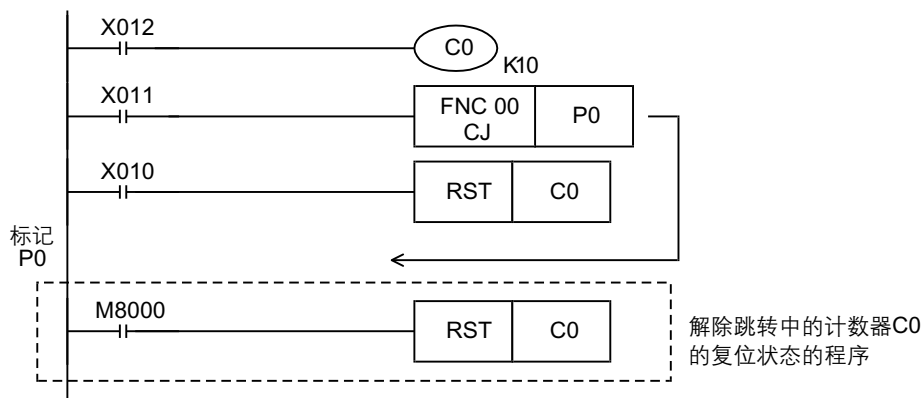 X012
C0
K10
X011
FNC 00
CJ
P0
X010
RST
C0
标记
P0
M8000
RST
C0
解除跳转中的计数器C0
的复位状态的程序